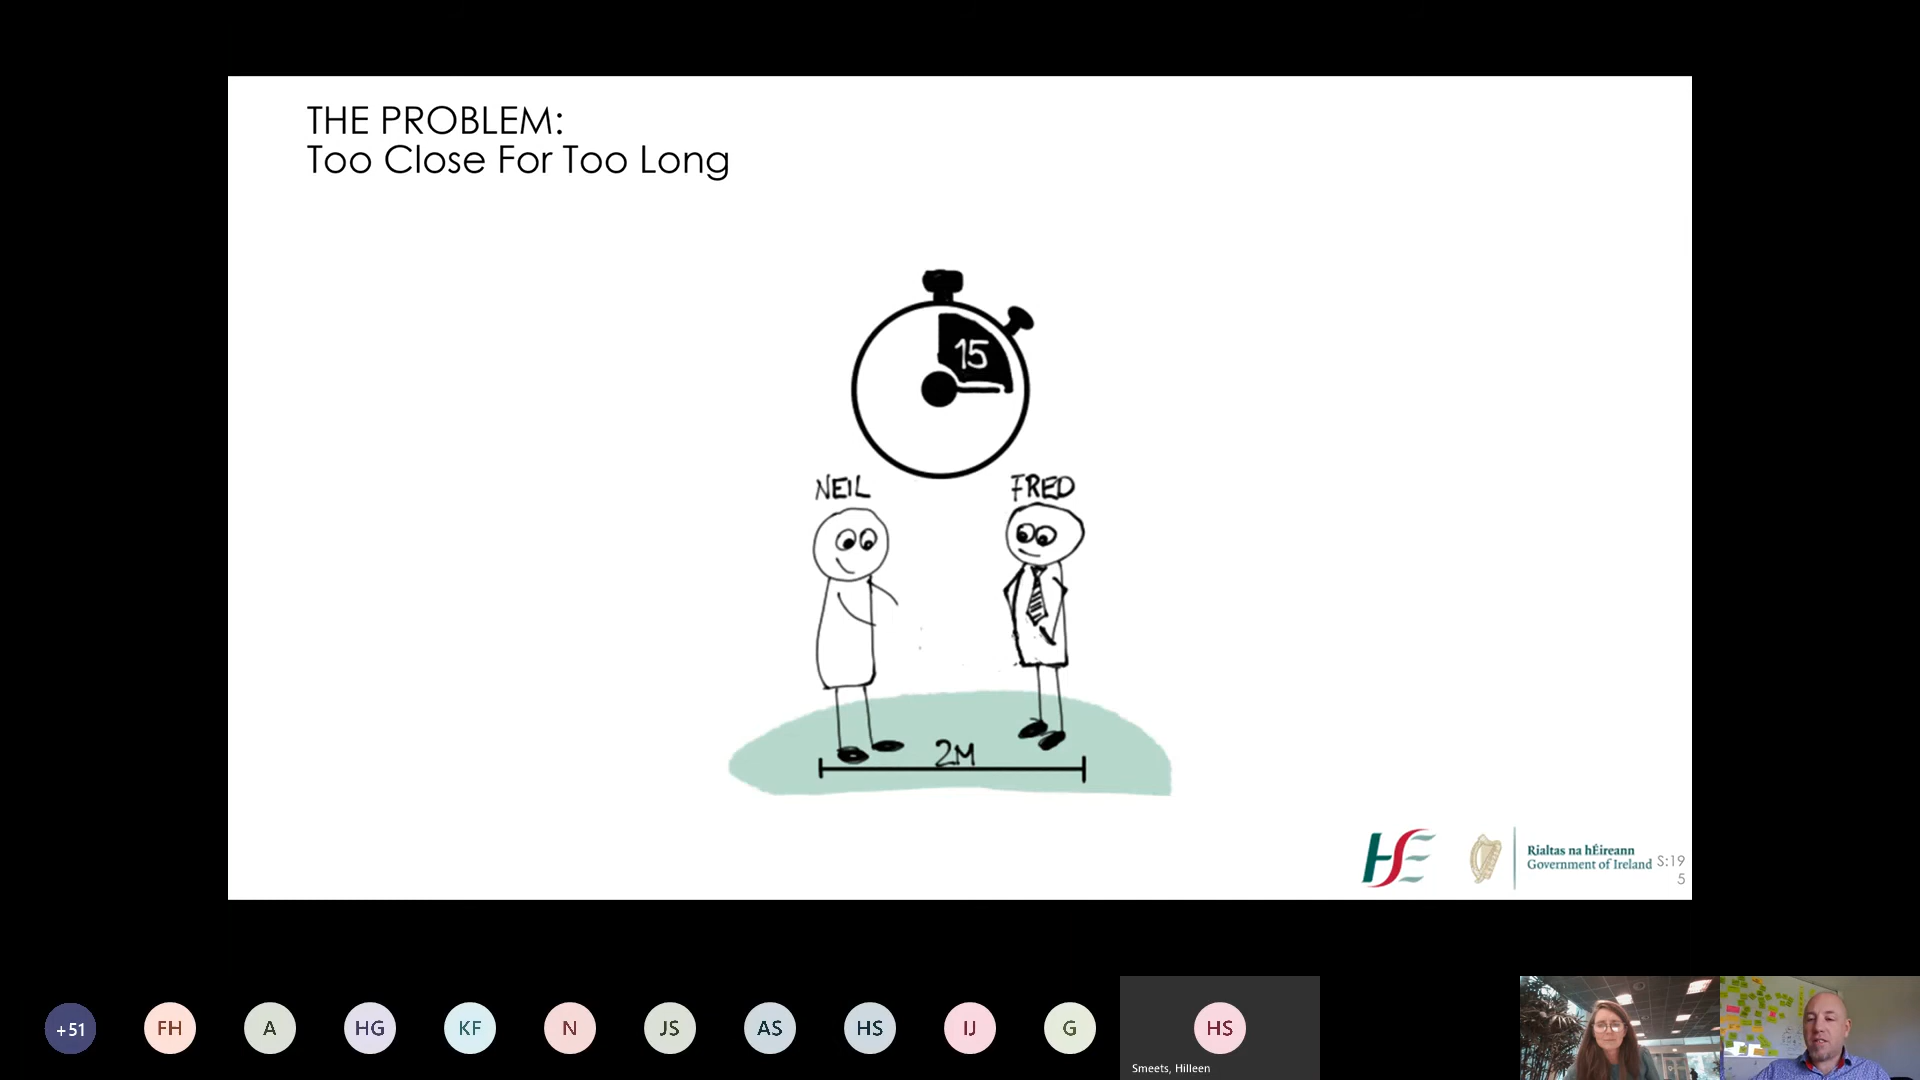 THE PROBLEM:
Too Close For Too Long
15
NEIL
FRED
2M
HSE
Rialtas na hÉireann
Government of Ireland
S:19
5
+51
FH
A
HG
KF
N
JS
AS
HS
IJ
G
HS
Smeets, Hilleen